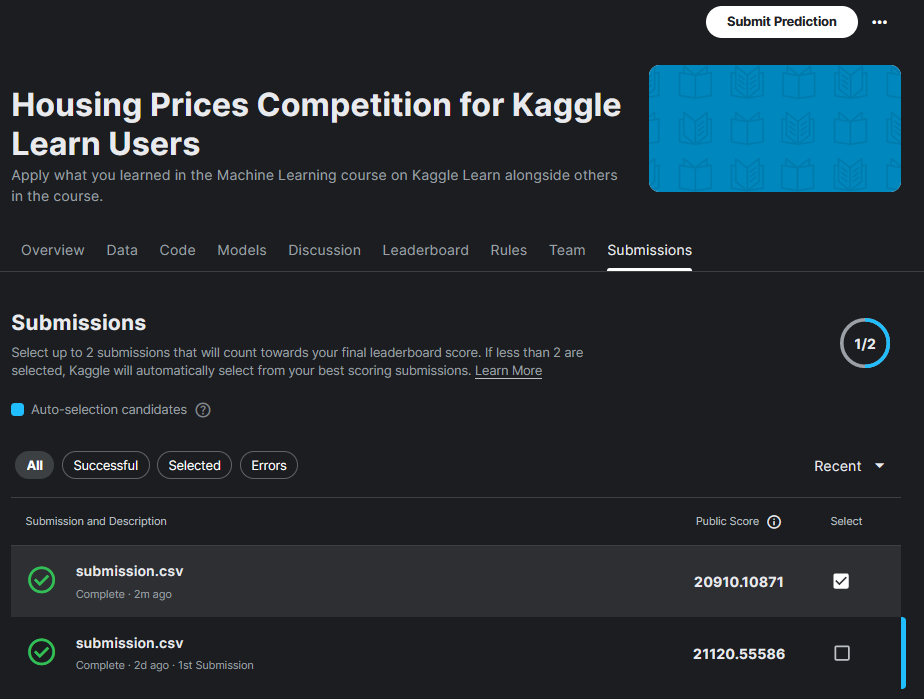 Submit Prediction
Housing Prices Competition for Kaggle
Learn Users
Apply what you learned in the Machine Learning course on Kaggle Learn alongside others
in the course.
Overview Data Code Models Discussion Leaderboard Rules Team Submissions
Submissions
Select up to 2 submissions that will count towards your final leaderboard score. If less than 2 are
selected, Kaggle will automatically select from your best scoring submissions. Learn More
1/2
Auto-selection candidates ?
All Successful Selected Errors
Recent
Submission and Description Public Score Select
submission.csv
Complete · 2m ago
20910.10871
submission.csv
Complete · 2d ago · 1st Submission
21120.55586